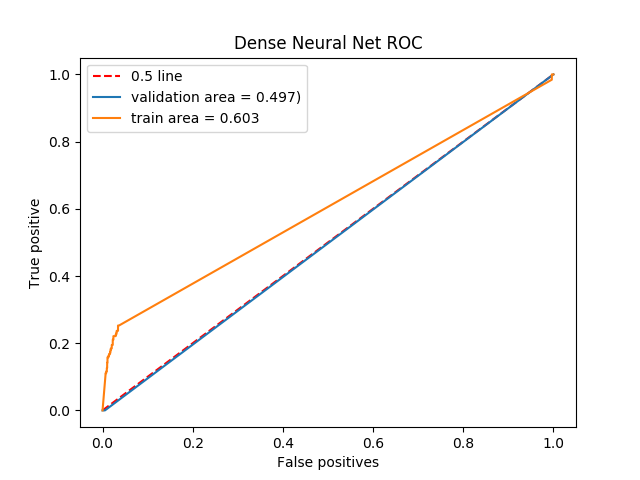 Dense Neural Net ROC
0.5 line
validation area = 0.497)
train area = 0.603
True positive
1.0
0.8
0.6
0.4
0.2
0.0
0.0 0.2 0.4 0.6 0.8 1.0
False positives